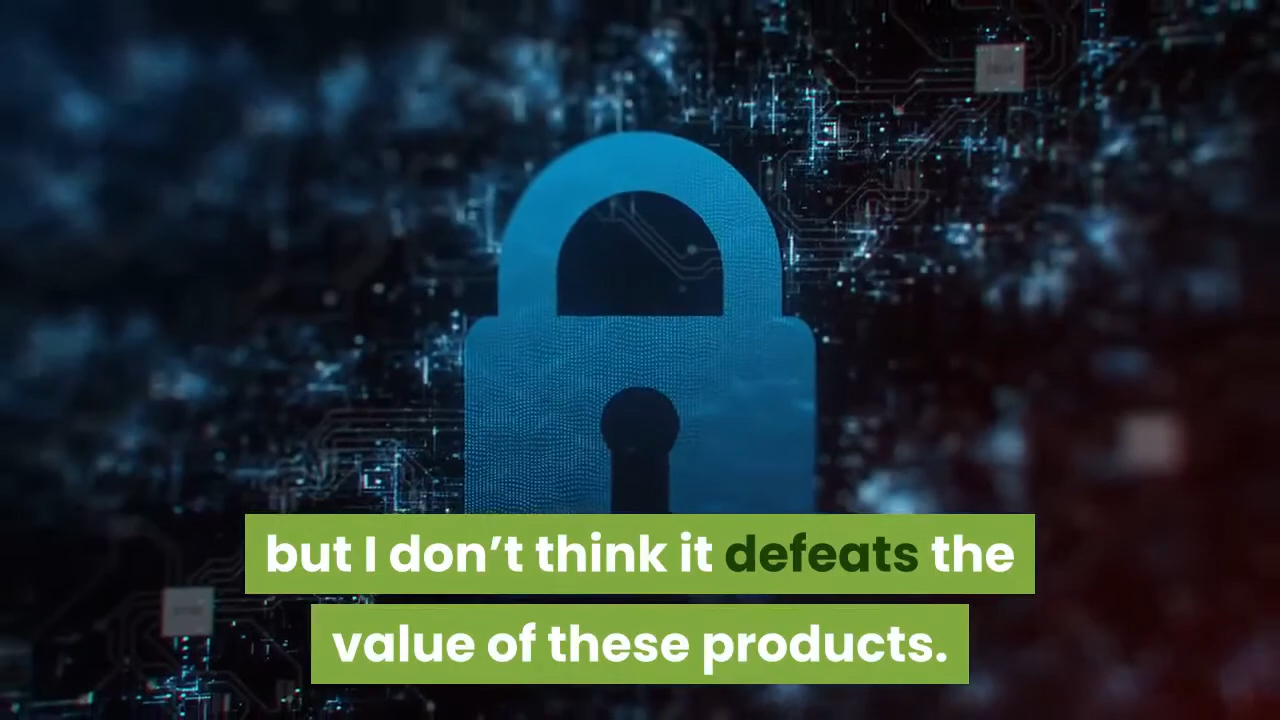 but I don’t think it defeats the
value of these products.